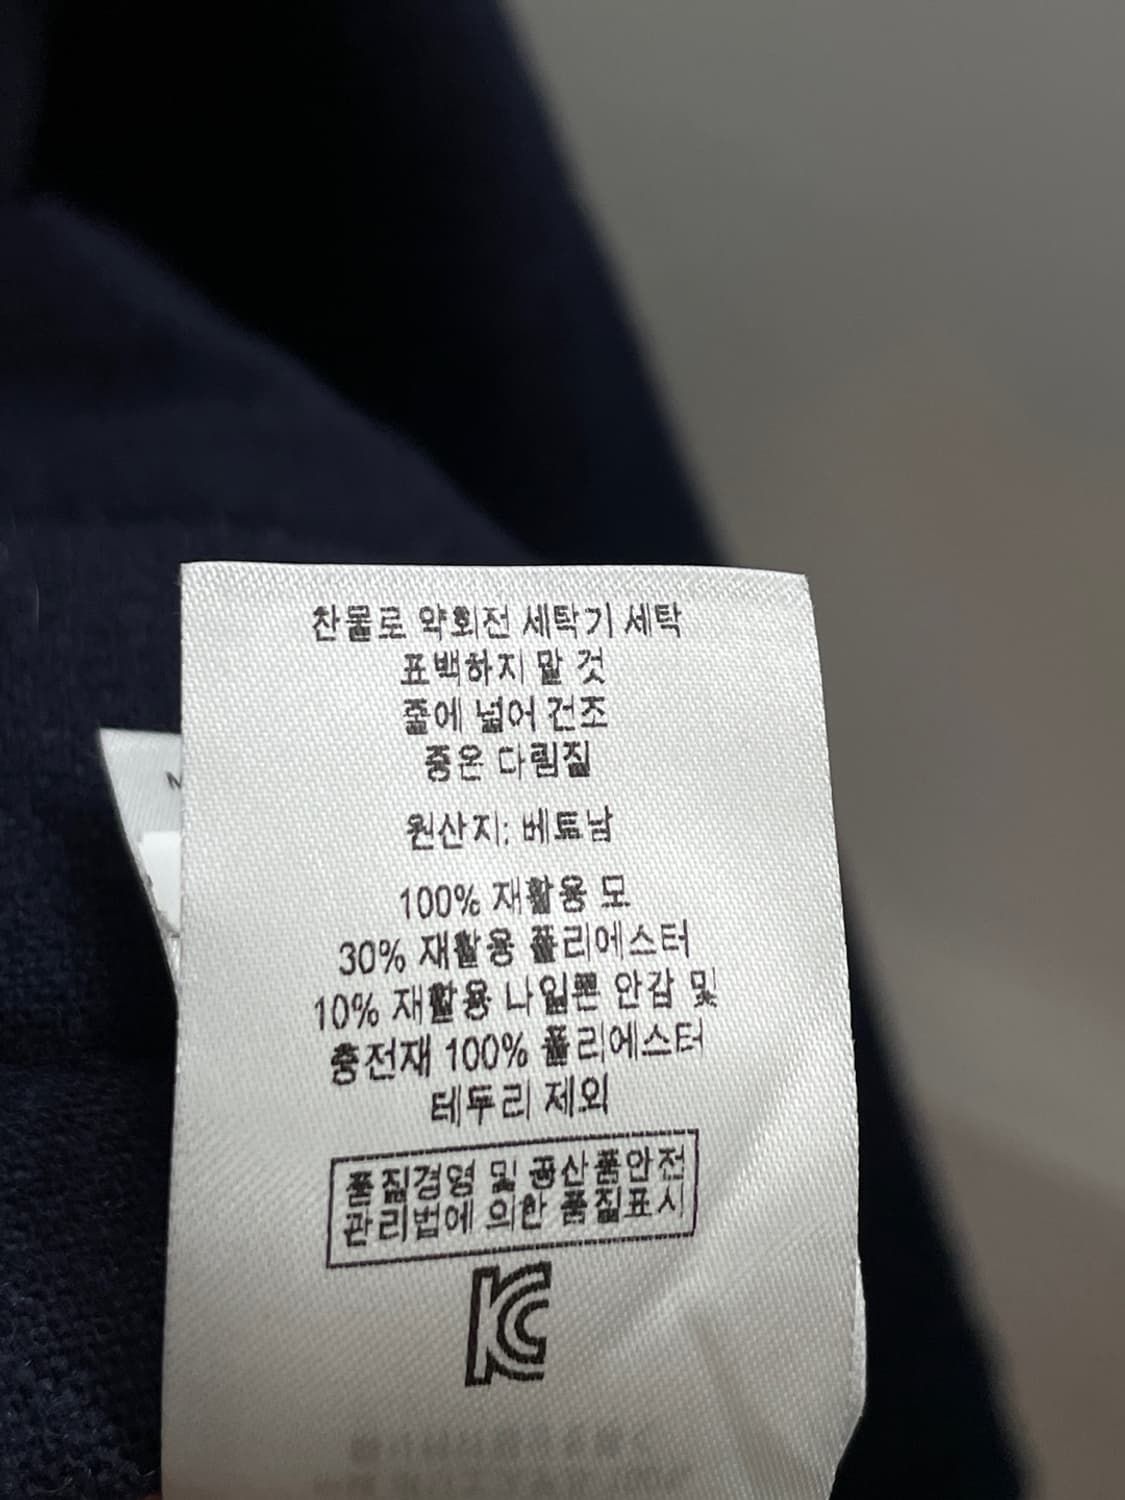 찬물로 약회전 세탁기 세탁
표백하지 말 것
줄에 널어 건조
중온 다림질
원산지: 베트남
100% 재활용 모
30% 재활용 폴리에스터
10% 재활용 나일론 안감 및
충전재 100% 폴리에스터
테두리 제외
품질경영 및 공산품안전
관리법에 의한 품질표시
KC